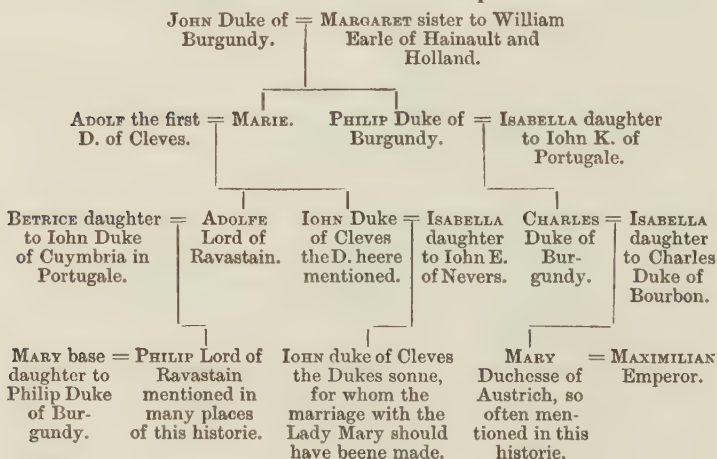 JOHN Duke of
Burgundy.
=
MARGARET sister to William
Earle of Hainault and
Holland.
ADOLF the first
D. of Cleves.
=
MARIE.
PHILIP Duke of
Burgundy.
=
ISABELLA daughter
to Iohn K. of
Portugale.
BETRICE daughter
to Iohn Duke
of Cuymbria in
Portugale.
=
ADOLFE
Lord of
Ravastain.
IOHN Duke
of Cleves
the D. heere
mentioned.
=
ISABELLA
daughter
to Iohn E.
of Nevers.
CHARLES
Duke of
Bur-
gundy.
=
ISABELLA
daughter
to Charles
Duke of
Bourbon.
MARY base
daughter to
Philip Duke
of Bur-
gundy.
=
PHILIP Lord of
Ravastain
mentioned in
many places
of this historie.
IOHN duke of Cleves
the Dukes sonne,
for whom the
marriage with the
Lady Mary should
have beene made.
MARY
Duchesse of
Austrich, so
often men-
tioned in this
historie.
=
MAXIMILIAN
Emperor.